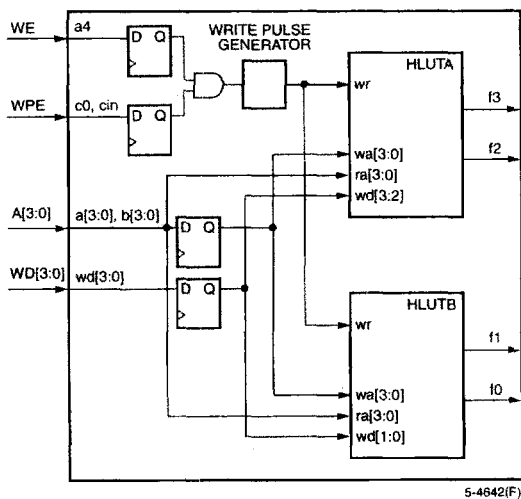 WE
a4
D Q
WRITE PULSE
GENERATOR
HLUTA
wr
f3
WPE
c0, cin
D Q
f2
wa[3:0]
ra[3:0]
wd[3:2]
A[3:0]
a[3:0], b[3:0]
D Q
WD[3:0]
wd[3:0]
D Q
HLUTB
wr
f1
wa[3:0]
f0
ra[3:0]
wd[1:0]
5-4642(F)